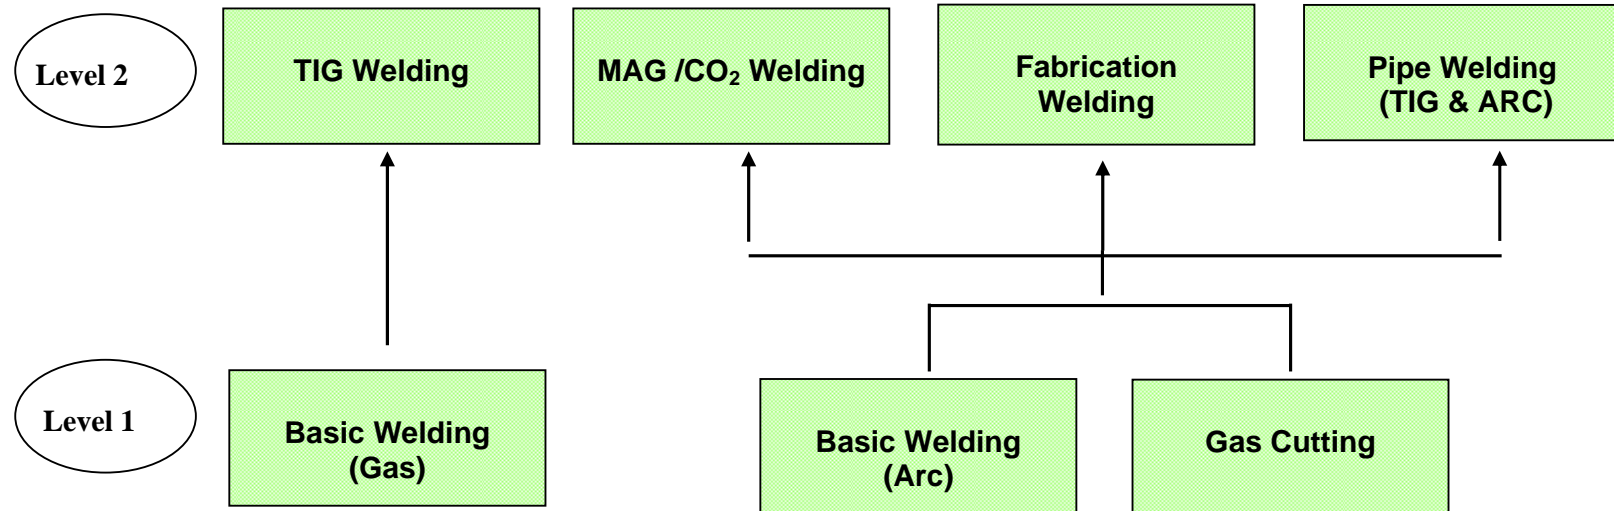 Level 2
TIG Welding
MAG /CO₂ Welding
Fabrication
Welding
Pipe Welding
(TIG & ARC)
Level 1
Basic Welding
(Gas)
Basic Welding
(Arc)
Gas Cutting